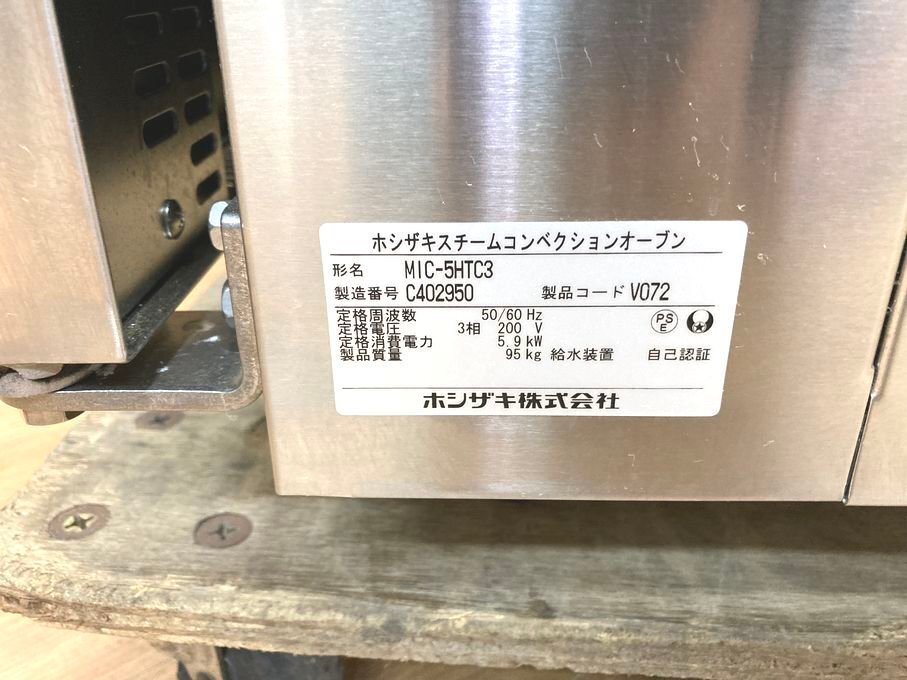 ホシザキスチームコンベクションオーブン
形名 MIC-5HTC3
製造番号 C402950 製品コード V072
定格周波数 50/60 Hz PSE
定格電圧 3相 200 V
定格消費電力 5.9 kW
製品質量 95 kg 給水装置 自己認証
ホシザキ株式会社